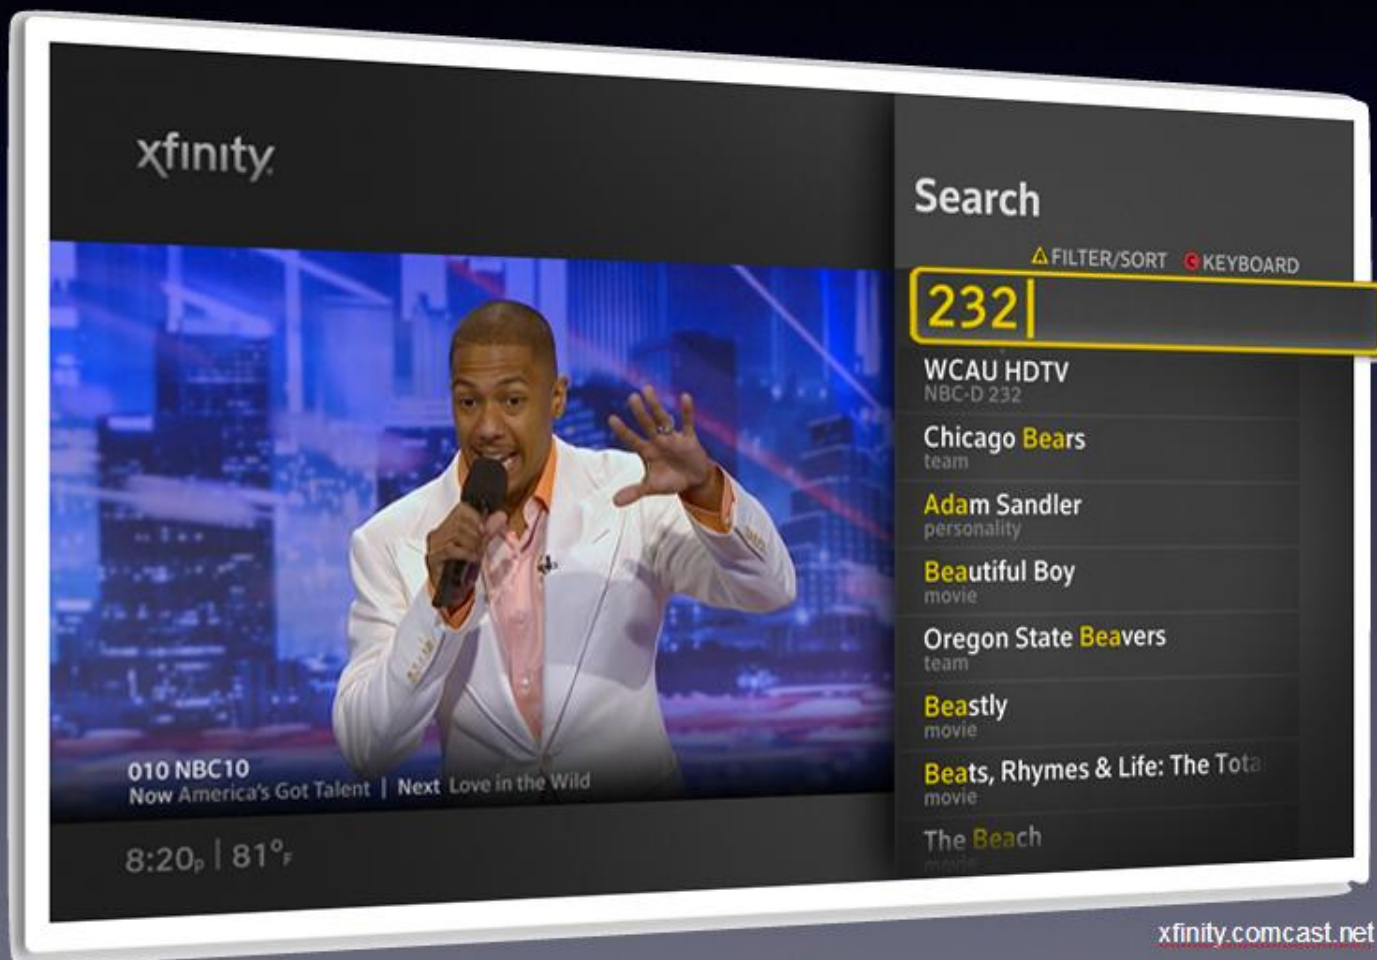 xfinity
Search
FILTER/SORT C KEYBOARD
232
WCAU HDTV
NBC-D 232
Chicago Bears
team
Adam Sandler
personality
Beautiful Boy
movie
Oregon State Beavers
team
Beastly
movie
Beats, Rhymes & Life: The Tota
movie
The Beach
movie
010 NBC10
Now America's Got Talent | Next Love in the Wild
8:20p | 81°F
xfinity.comcast.net